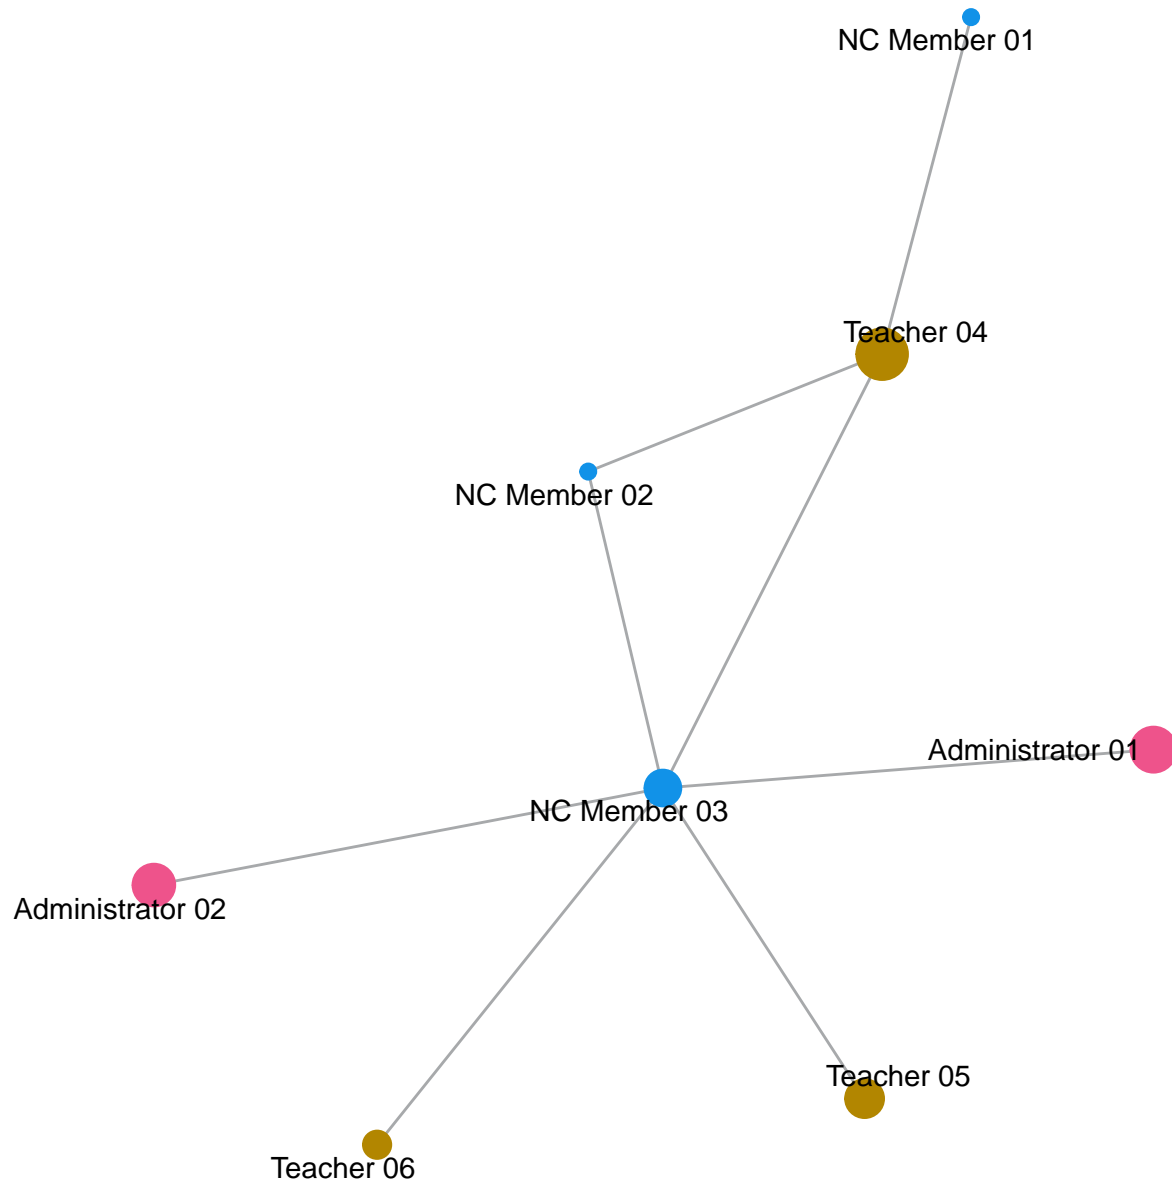 NC Member 01
Teacher 04
NC Member 02
Administrator 01
NC Member 03
Administrator 02
Teacher 05
Teacher 06